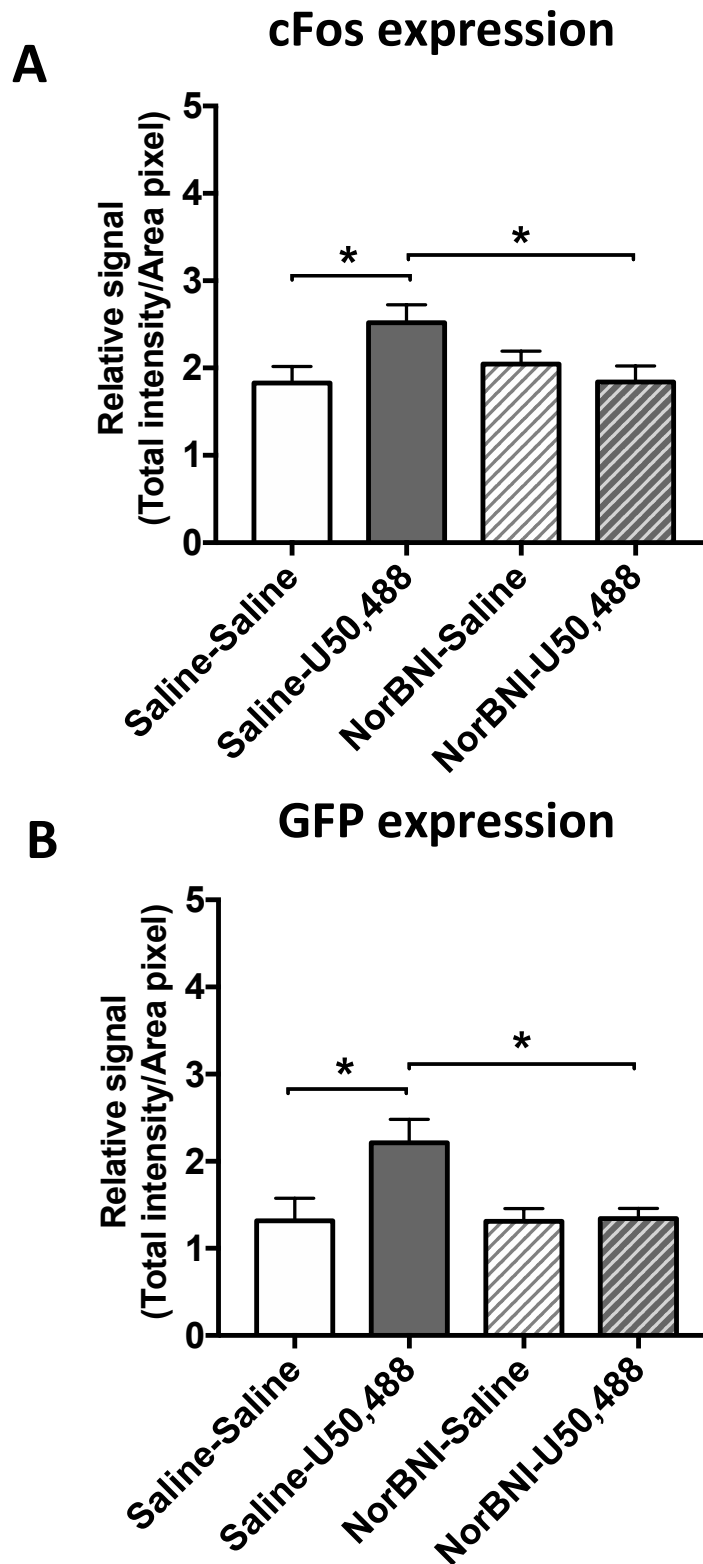 cFos expression
A
Relative signal
(Total intensity/Area pixel)
5
4
3
2
1
0
*
*
Saline-Saline
Saline-U50,488
NorBNI-Saline
NorBNI-U50,488
GFP expression
B
Relative signal
(Total intensity/Area pixel)
5
4
3
2
1
0
*
*
Saline-Saline
Saline-U50,488
NorBNI-Saline
NorBNI-U50,488